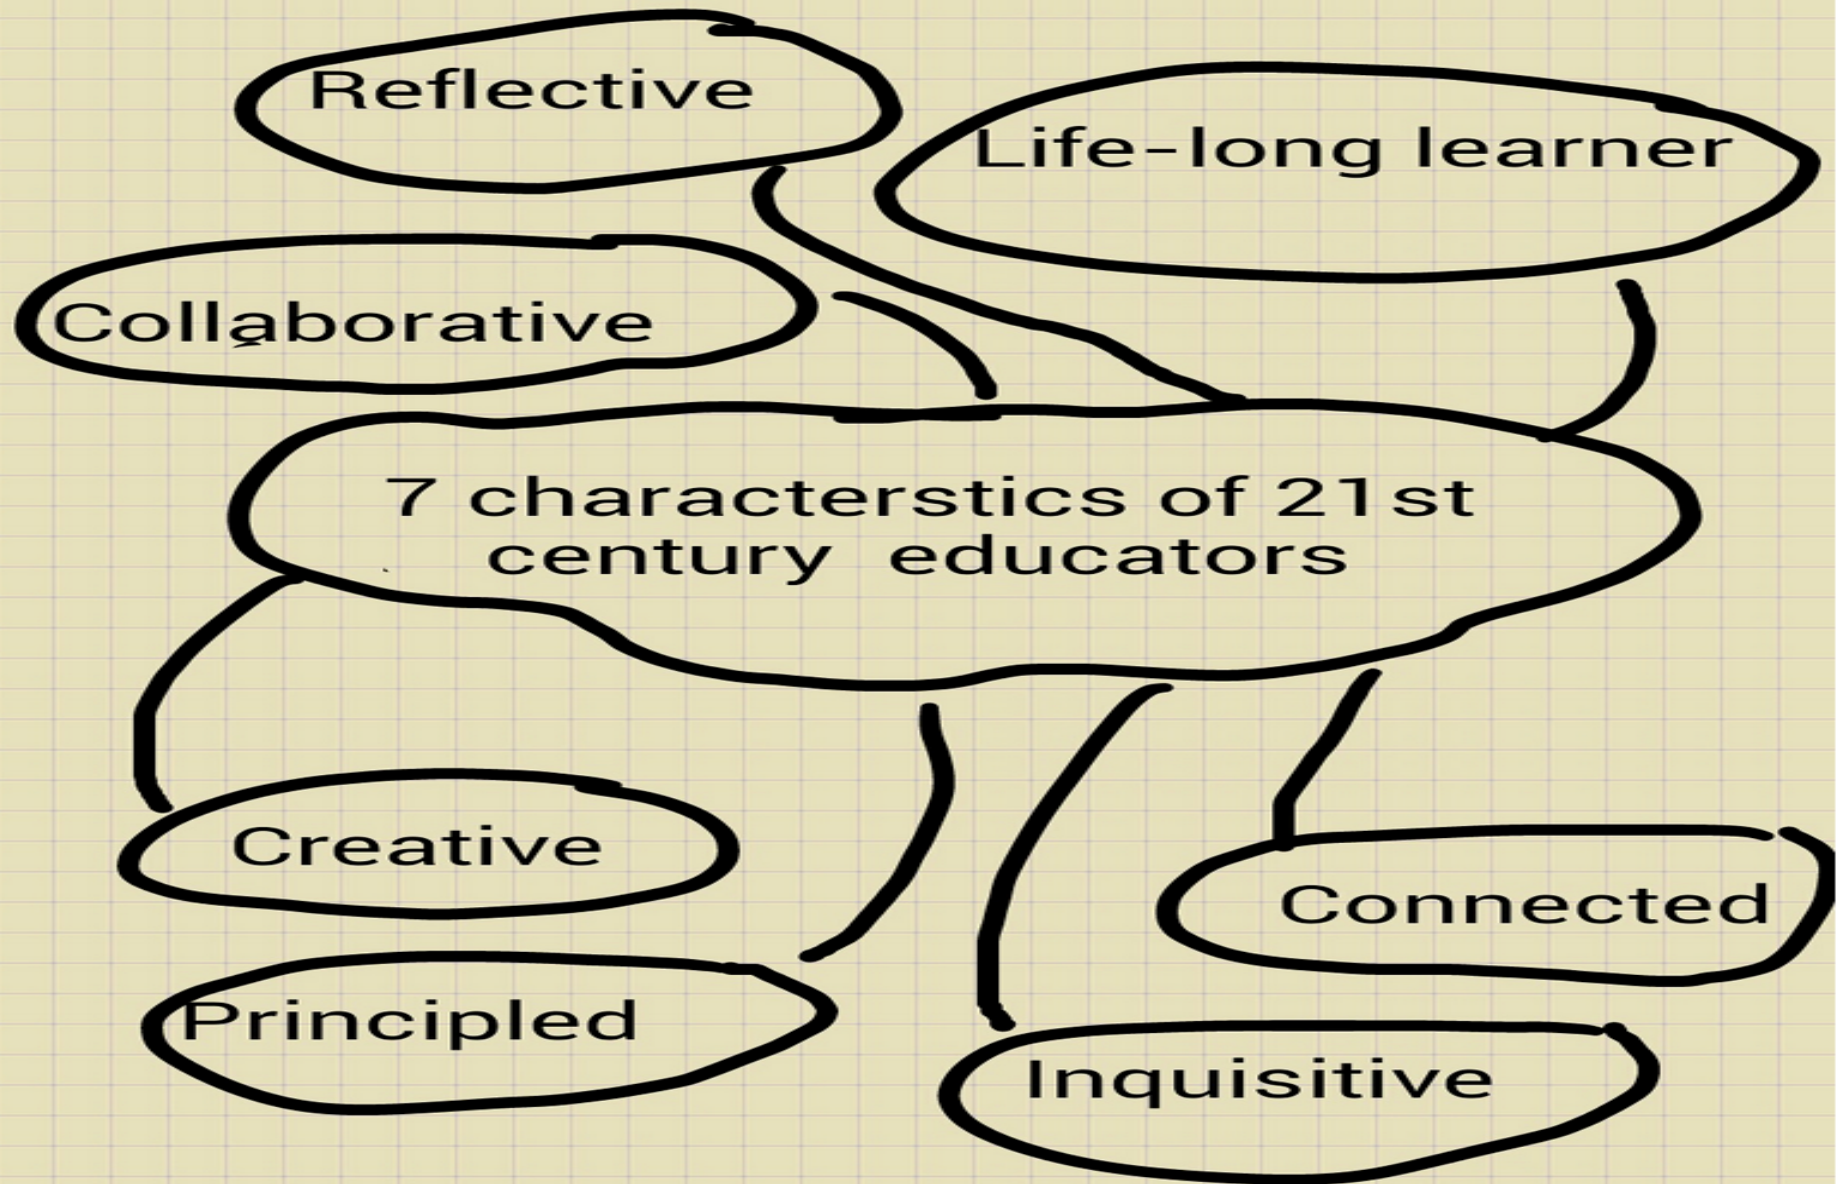 Reflective
Life-long learner
Collaborative
7 characterstics of 21st
century educators
Creative
Connected
Principled
Inquisitive